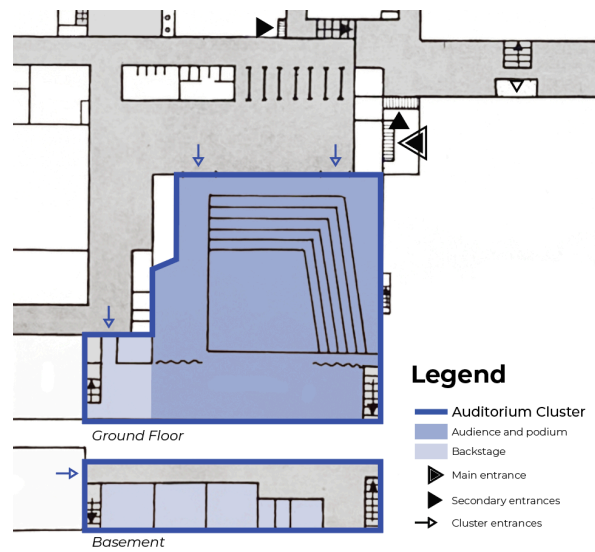 Legend
Auditorium Cluster
Audience and podium
Backstage
Main entrance
Secondary entrances
Cluster entrances
Ground Floor
Basement